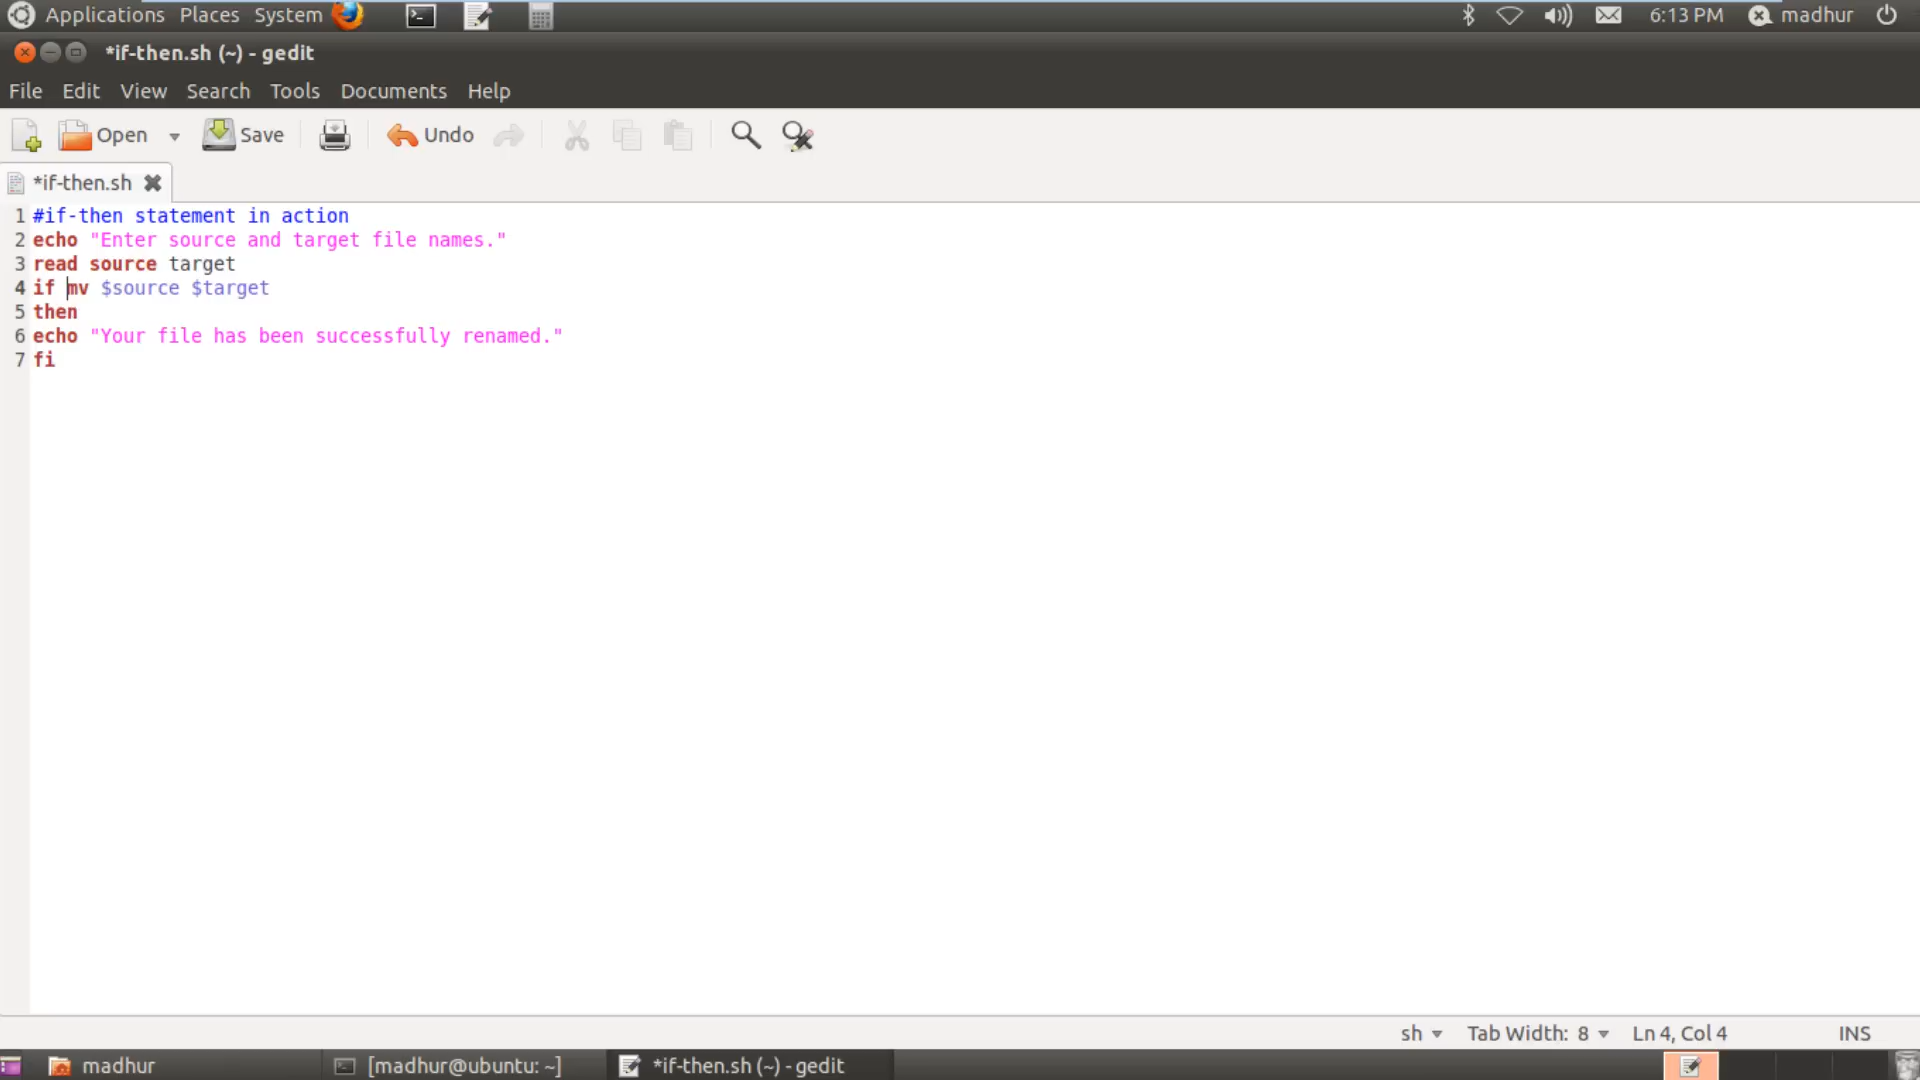 Applications Places System 6:13 PM madhur
*if-then.sh (~) - gedit
File Edit View Search Tools Documents Help
Open Save Undo
*if-then.sh
1 #if-then statement in action
2 echo "Enter source and target file names."
3 read source target
4 if mv $source $target
5 then
6 echo "Your file has been successfully renamed."
7 fi
sh Tab Width: 8 Ln 4, Col 4 INS
madhur [madhur@ubuntu: ~] *if-then.sh (~) - gedit